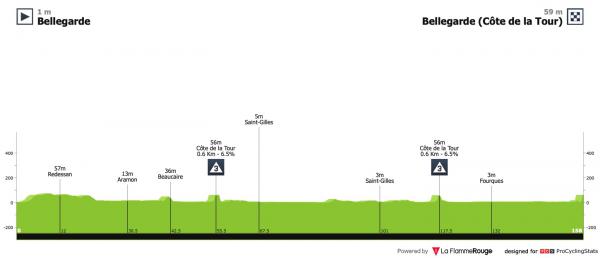 1 m
Bellegarde
59 m
Bellegarde (Côte de la Tour)
5m
Saint-Gilles
56m
Côte de la Tour
0.6 Km - 6.5%
3
56m
Côte de la Tour
0.6 Km - 6.5%
3
57m
Redessan
13m
Aramon
36m
Beaucaire
3m
Saint-Gilles
3m
Fourques
400
200
0
-200
400
200
0
-200
0
12
42.5
55.5
67.5
101
117.5
132
158
Powered by La FlammeRouge designed for PCS ProCyclingStats